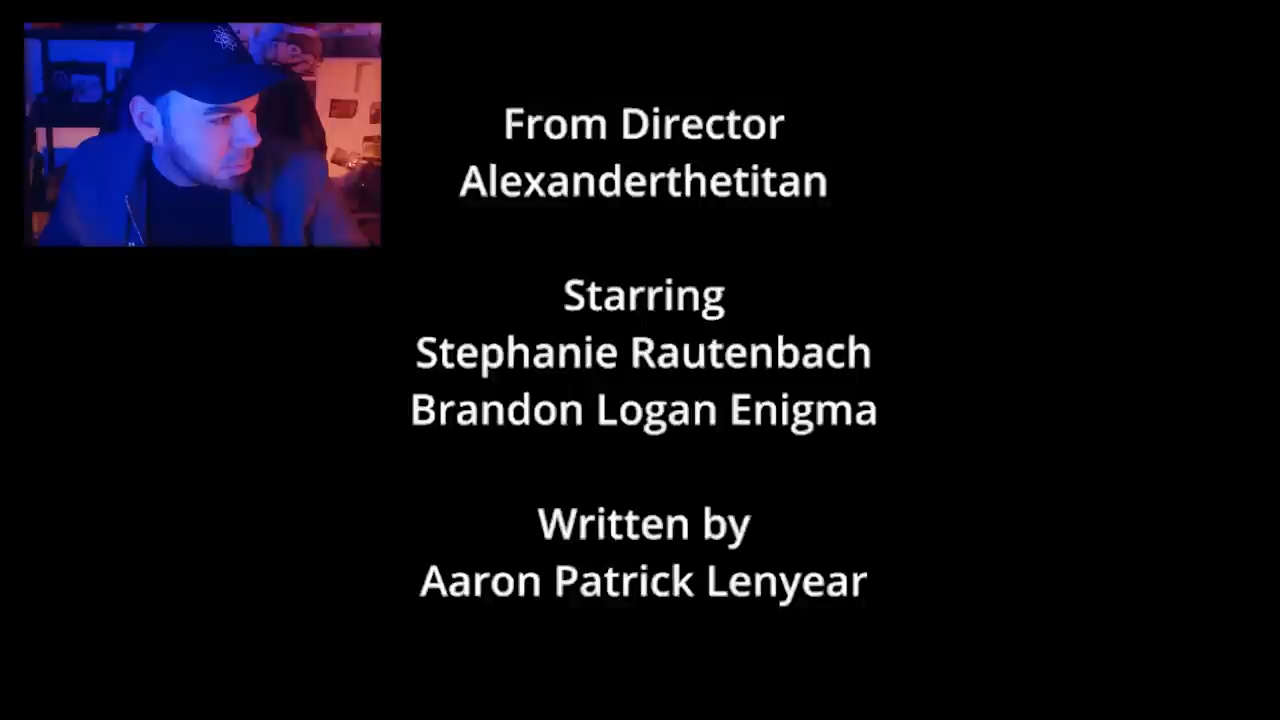 From Director
Alexanderthetitan
Starring
Stephanie Rautenbach
Brandon Logan Enigma
Written by
Aaron Patrick Lenyear